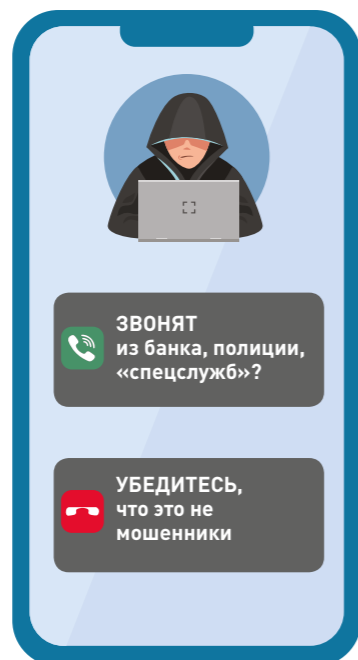 ЗВОНЯТ
из банка, полиции,
«спецслужб»?
УБЕДИТЕСЬ,
что это не
мошенники